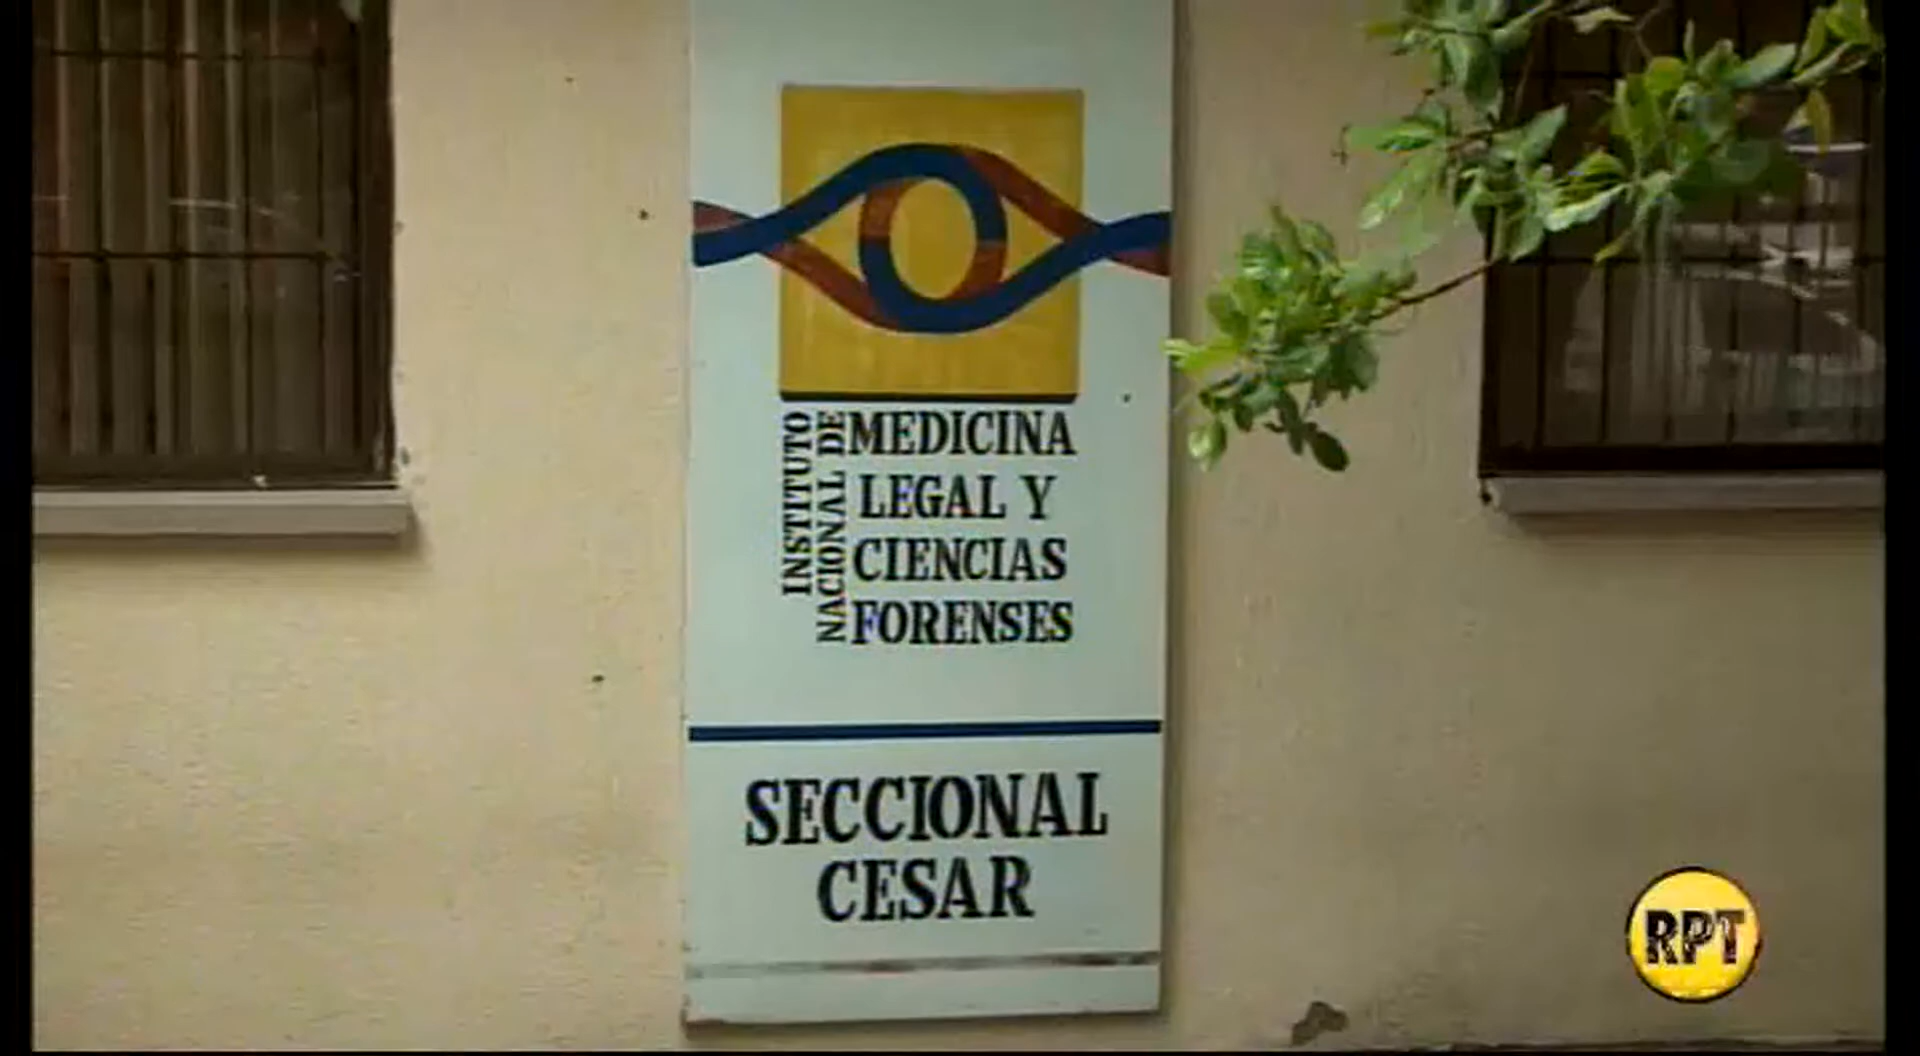 INSTITUTO
NACIONAL DE
MEDICINA
LEGAL Y
CIENCIAS
FORENSES
SECCIONAL
CESAR
RPT